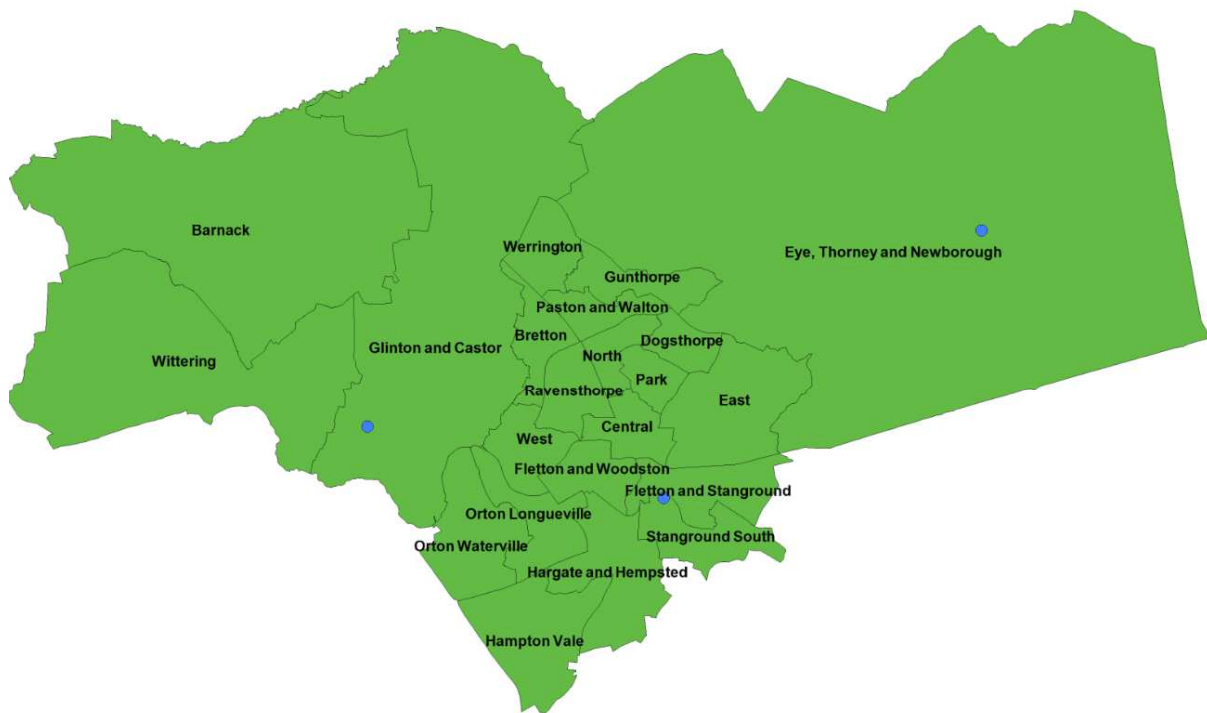 Barnack
Werrington
Eye, Thorney and Newborough
Gunthorpe
Paston and Walton
Bretton
Dogsthorpe
Glinton and Castor
North
Wittering
Park
Ravensthorpe
East
Central
West
Fletton and Woodston
Fletton and Stanground
Orton Longueville
Stanground South
Orton Waterville
Hargate and Hempsted
Hampton Vale